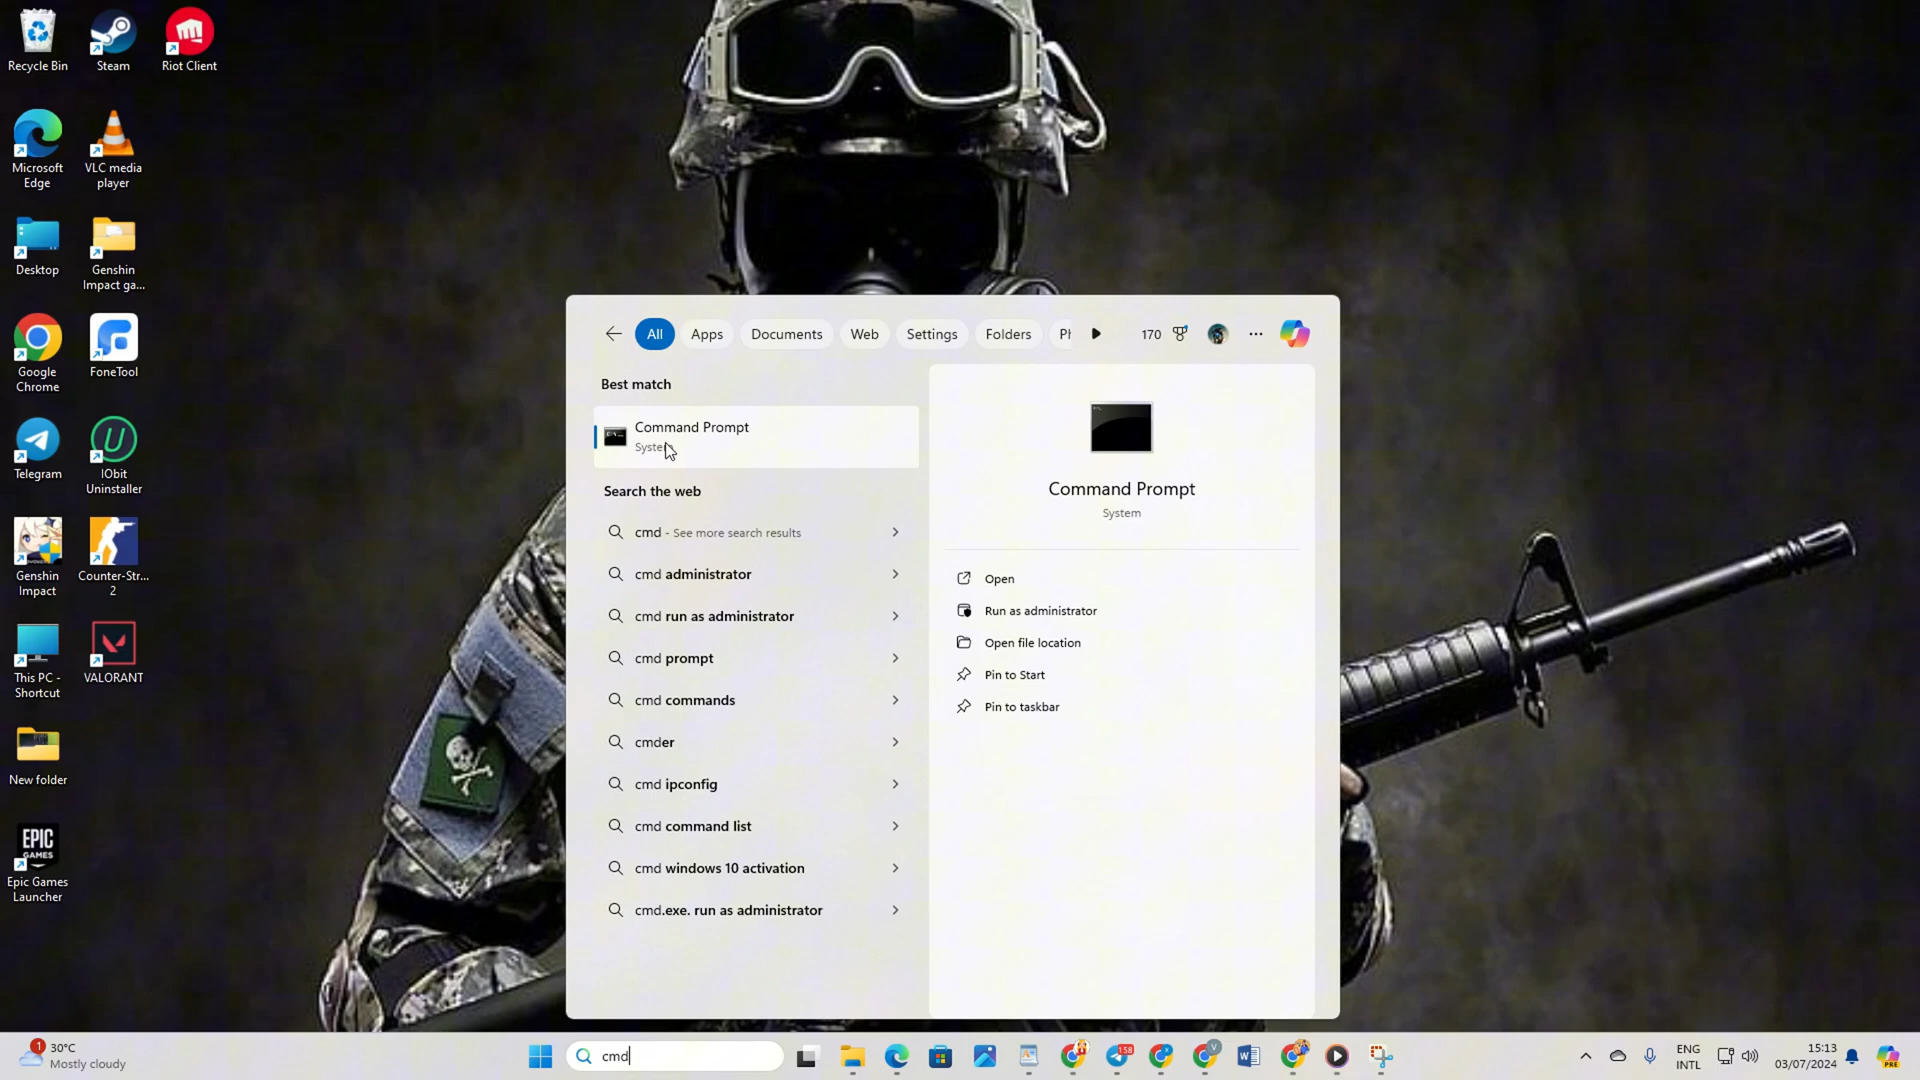 Recycle Bin
Steam
Riot Client
Microsoft
Edge
VLC media
player
Desktop
Genshin
Impact ga...
Google
Chrome
FoneTool
Telegram
IObit
Uninstaller
Genshin
Impact
Counter-Str...
2
This PC -
Shortcut
VALORANT
New folder
EPIC
GAMES
Epic Games
Launcher
All
Apps
Documents
Web
Settings
Folders
Ph
170
Best match
Command Prompt
System
Search the web
cmd - See more search results
cmd administrator
cmd run as administrator
cmd prompt
cmd commands
cmder
cmd ipconfig
cmd command list
cmd windows 10 activation
cmd.exe. run as administrator
Command Prompt
System
Open
Run as administrator
Open file location
Pin to Start
Pin to taskbar
1
30°C
Mostly cloudy
cmd
158
V
ENG
INTL
15:13
03/07/2024
PRE